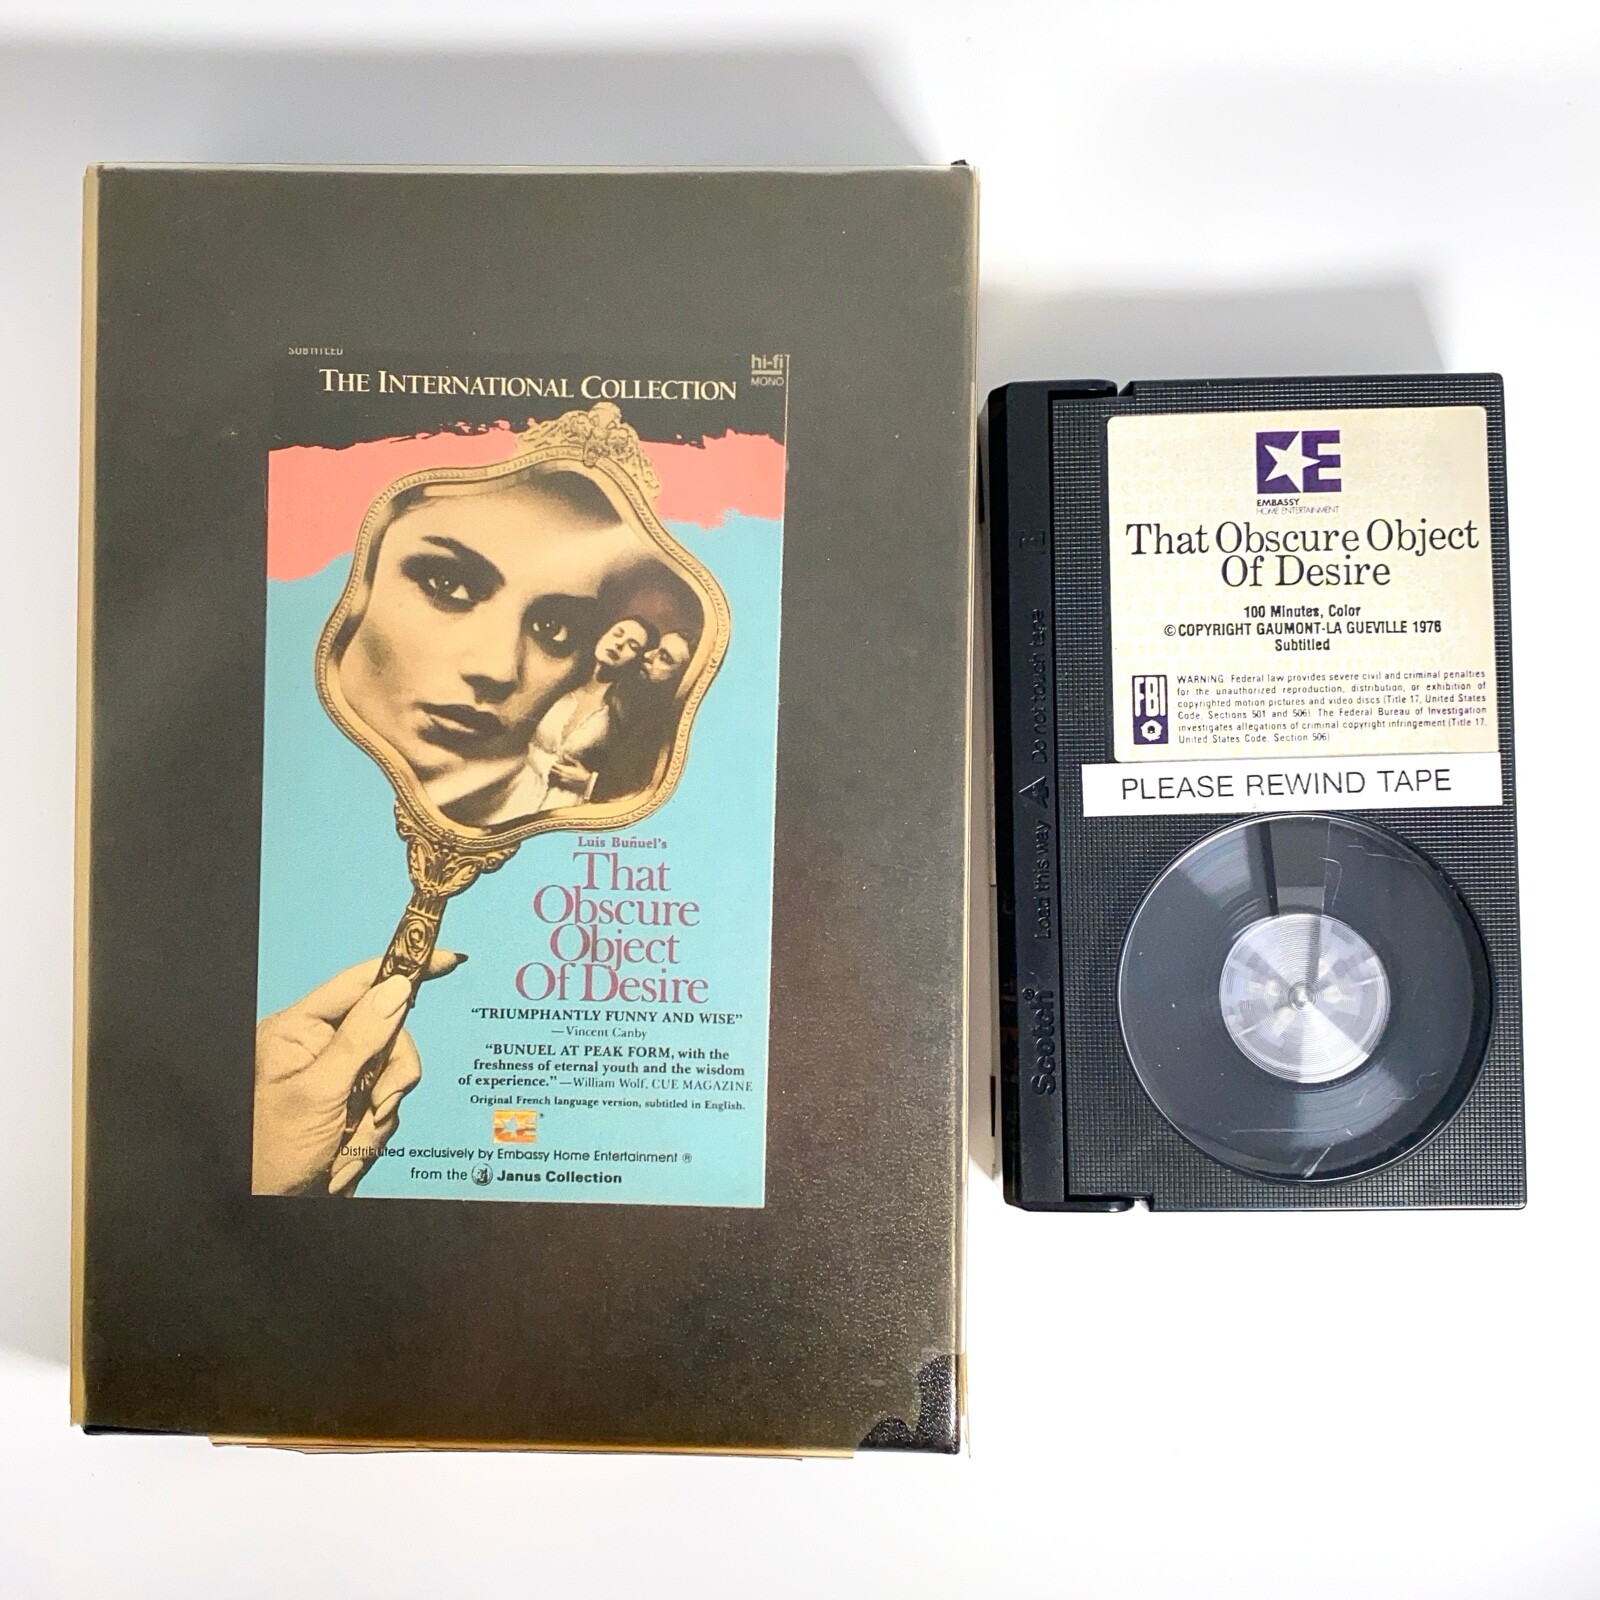 SUBTITLED
hi-fi
MONO
THE INTERNATIONAL COLLECTION
Luis Buñuel's
That
Obscure
Object
Of Desire
“TRIUMPHANTLY FUNNY AND WISE”
—Vincent Canby
“BUNUEL AT PEAK FORM, with the
freshness of eternal youth and the wisdom
of experience.”—William Wolf, CUE MAGAZINE
Original French language version, subtitled in English.
Distributed exclusively by Embassy Home Entertainment ®
from the Janus Collection
E
EMBASSY
HOME ENTERTAINMENT
That Obscure Object
Of Desire
100 Minutes, Color
©COPYRIGHT GAUMONT-LA GUEVILLE 1978
Subtitled
FBI
WARNING: Federal law provides severe civil and criminal penalties
for the unauthorized reproduction, distribution, or exhibition of
copyrighted motion pictures and video discs (Title 17, United States
Code, Sections 501 and 506). The Federal Bureau of Investigation
investigates allegations of criminal copyright infringement (Title 17,
United States Code, Section 506)
PLEASE REWIND TAPE
Do not touch tape
Load this way
Scotch®